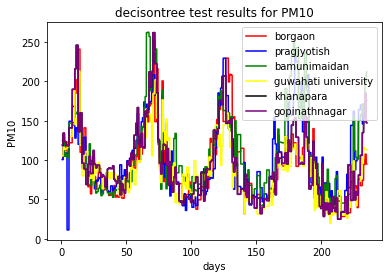 decisontree test results for PM10
PM10
250
200
150
100
50
0
borgaon
pragjyotish
bamunimaidan
guwahati university
khanapara
gopinathnagar
0 50 100 150 200
days